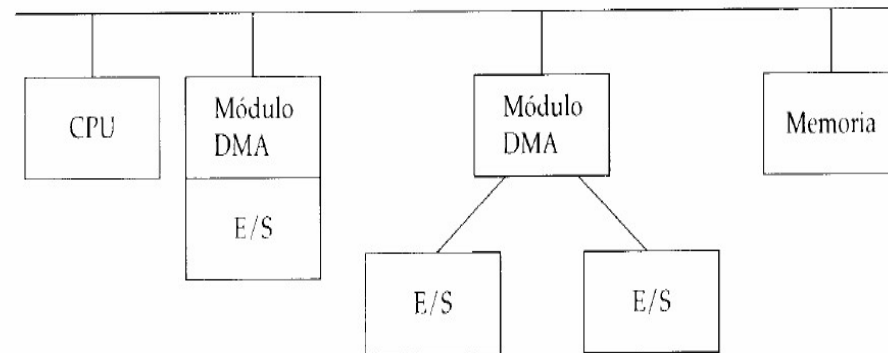 CPU
Módulo
DMA
E/S
Módulo
DMA
E/S
E/S
Memoria